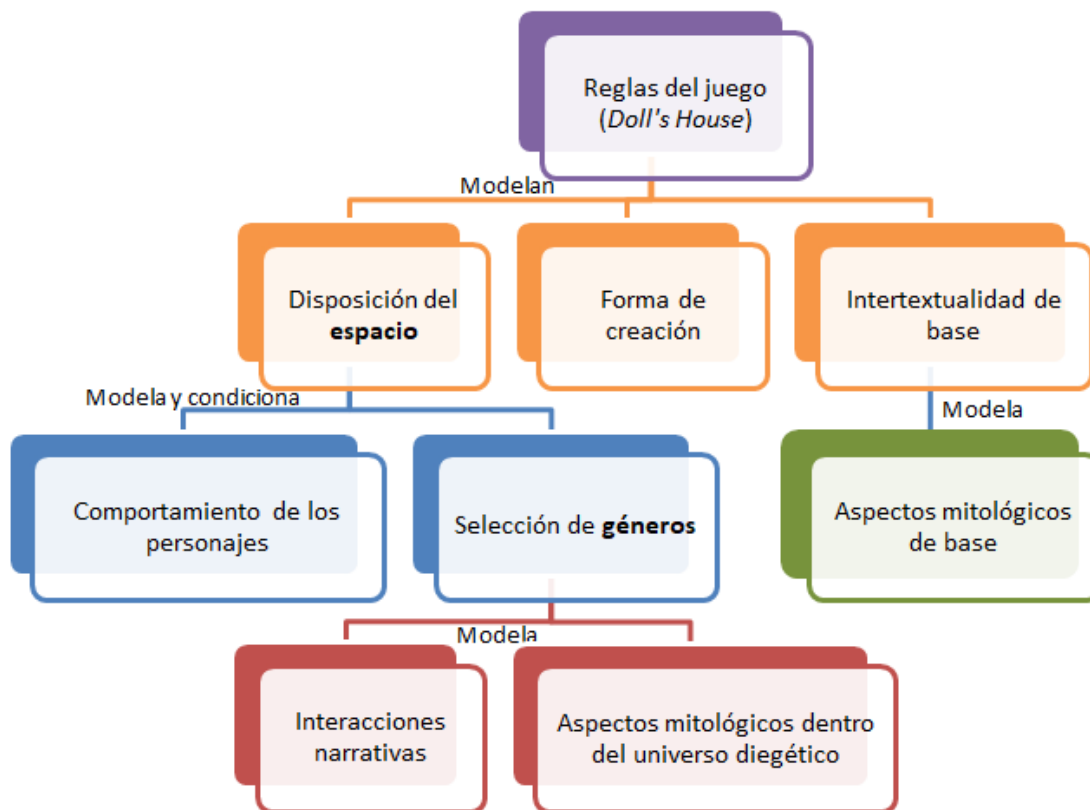 Reglas del juego
(Doll's House)
Modelan
Disposición del
espacio
Forma de
creación
Intertextualidad de
base
Modela y condiciona
Modela
Comportamiento de los
personajes
Selección de géneros
Aspectos mitológicos
de base
Modela
Interacciones
narrativas
Aspectos mitológicos dentro
del universo diegético